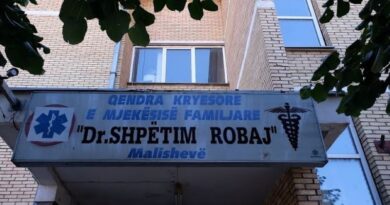 QENDRA KRYESORE
E MJEKËSISË FAMILJARE
"Dr.SHPËTIM ROBAJ"
Malishevë